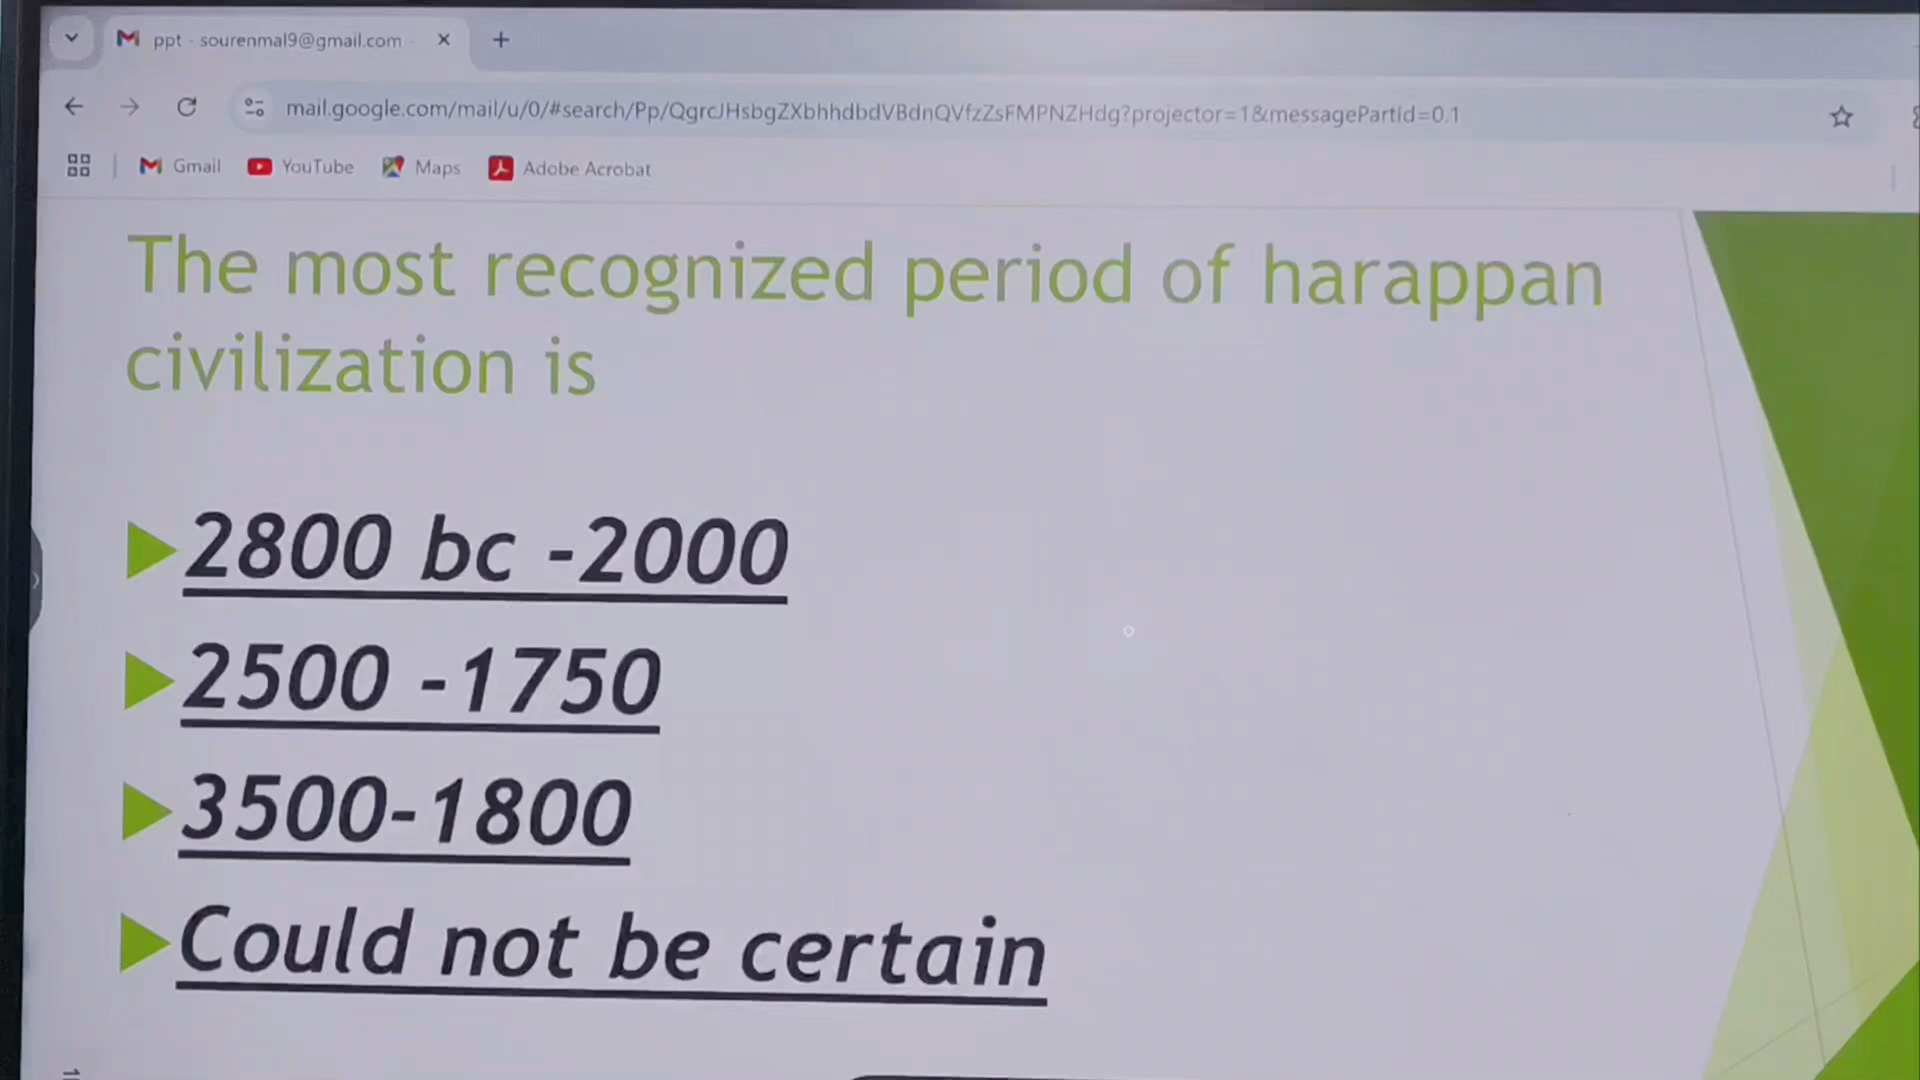 ppt - sourenmal9@gmail.com -
mail.google.com/mail/u/0/#search/Pp/QgrcJHsbgZXbhhdbdVBdnQVfzZsFMPNZHdg?projector=1&messagePartId=0.1
Gmail YouTube Maps Adobe Acrobat
The most recognized period of harappan
civilization is
2800 bc -2000
2500 -1750
3500-1800
Could not be certain